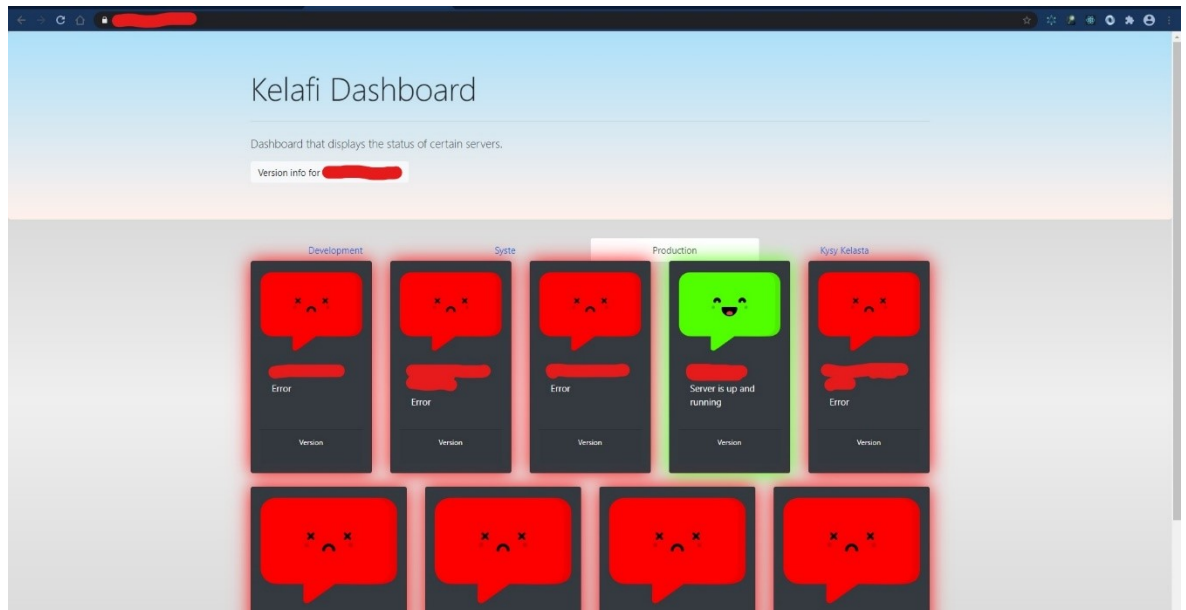 Kelafi Dashboard
Dashboard that displays the status of certain servers.
Version info for
Development Syste Production Kysy Kelasta
Error
Error
Error
Server is up and
running
Error
Version Version Version Version Version